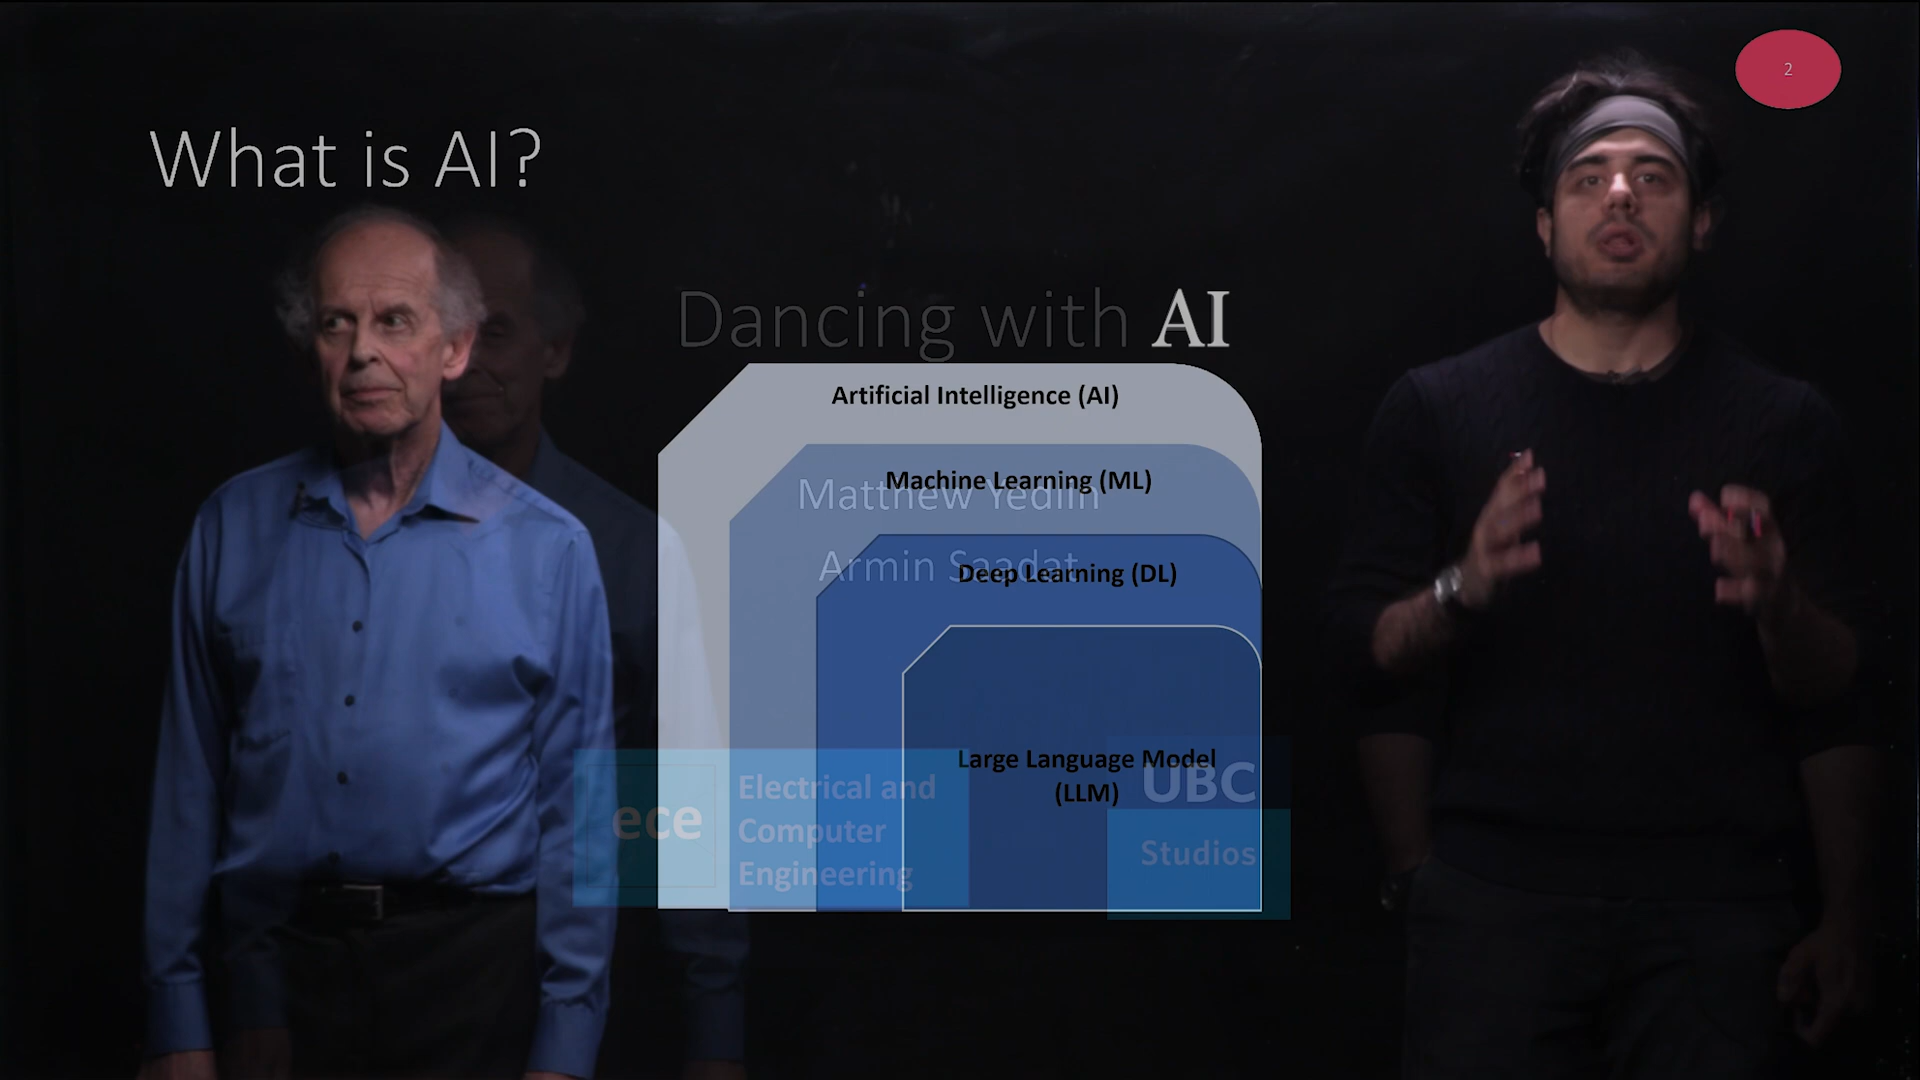 2
What is AI?
Dancing with AI
Artificial Intelligence (AI)
Machine Learning (ML)
Matthew Yedlin
Armin Saadat
Deep Learning (DL)
Large Language Model
(LLM)
ece
Electrical and
Computer
Engineering
UBC
Studios